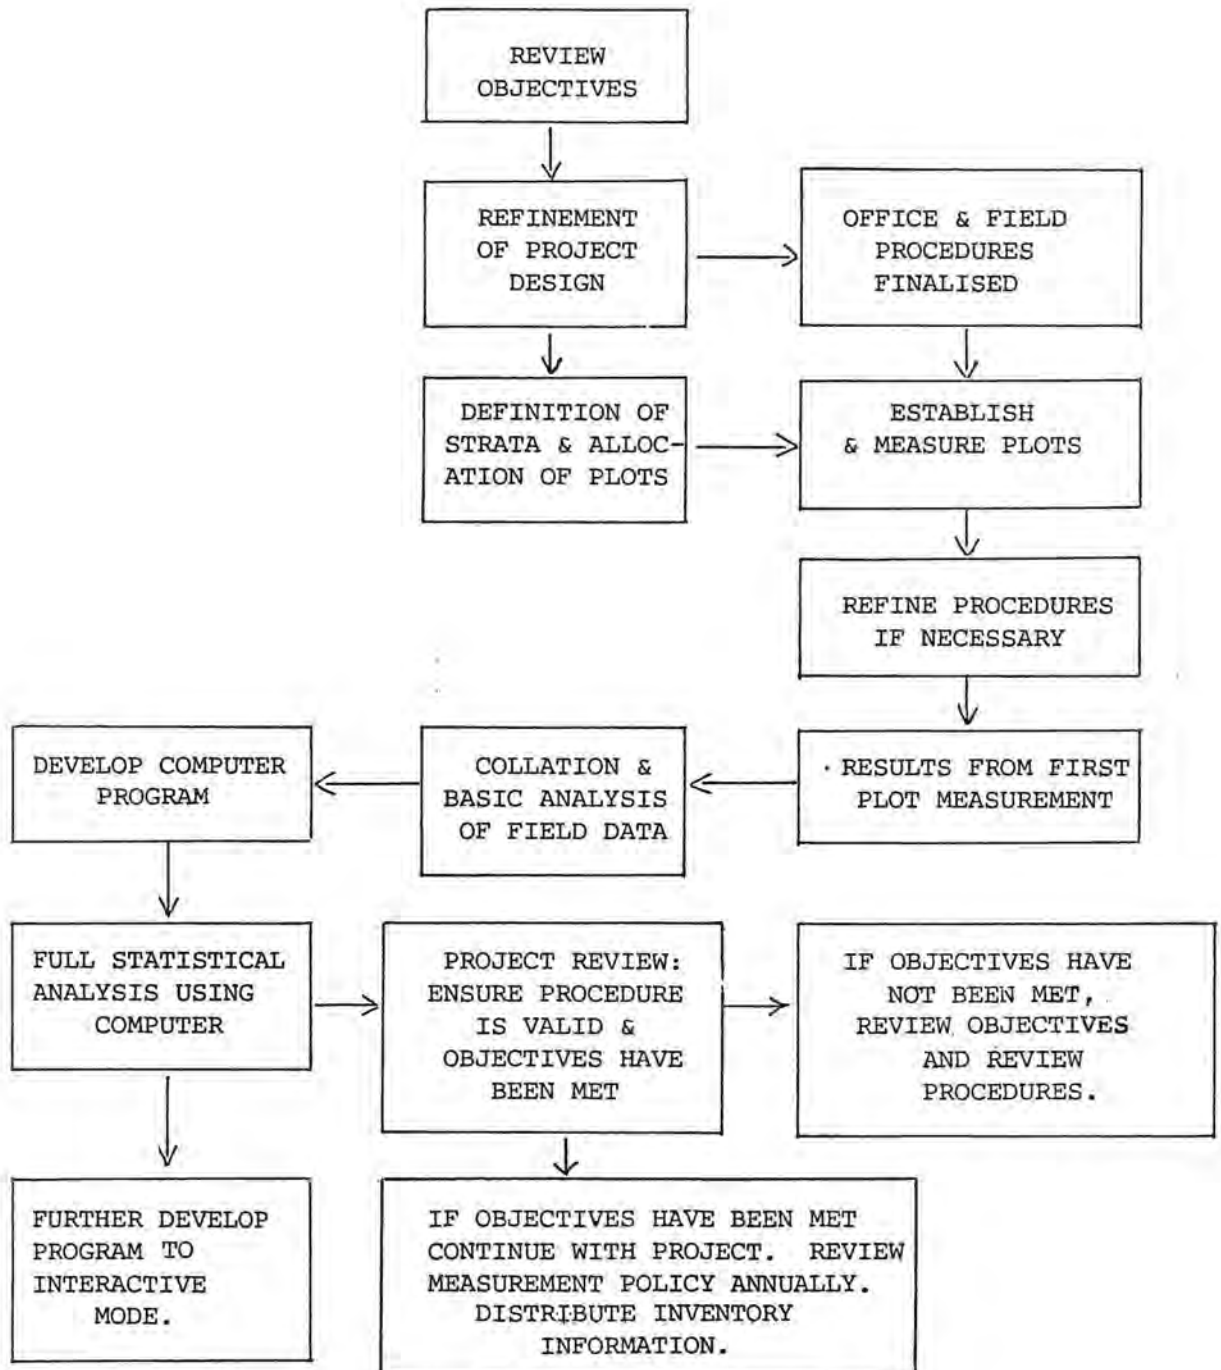 REVIEW
OBJECTIVES
REFINEMENT
OF PROJECT
DESIGN
OFFICE & FIELD
PROCEDURES
FINALISED
DEFINITION OF
STRATA & ALLOC-
ATION OF PLOTS
ESTABLISH
& MEASURE PLOTS
REFINE PROCEDURES
IF NECESSARY
RESULTS FROM FIRST
PLOT MEASUREMENT
COLLATION &
BASIC ANALYSIS
OF FIELD DATA
DEVELOP COMPUTER
PROGRAM
FULL STATISTICAL
ANALYSIS USING
COMPUTER
PROJECT REVIEW:
ENSURE PROCEDURE
IS VALID &
OBJECTIVES HAVE
BEEN MET
IF OBJECTIVES HAVE
NOT BEEN MET,
REVIEW OBJECTIVES
AND REVIEW
PROCEDURES.
FURTHER DEVELOP
PROGRAM TO
INTERACTIVE
MODE.
IF OBJECTIVES HAVE BEEN MET
CONTINUE WITH PROJECT. REVIEW
MEASUREMENT POLICY ANNUALLY.
DISTRIBUTE INVENTORY
INFORMATION.